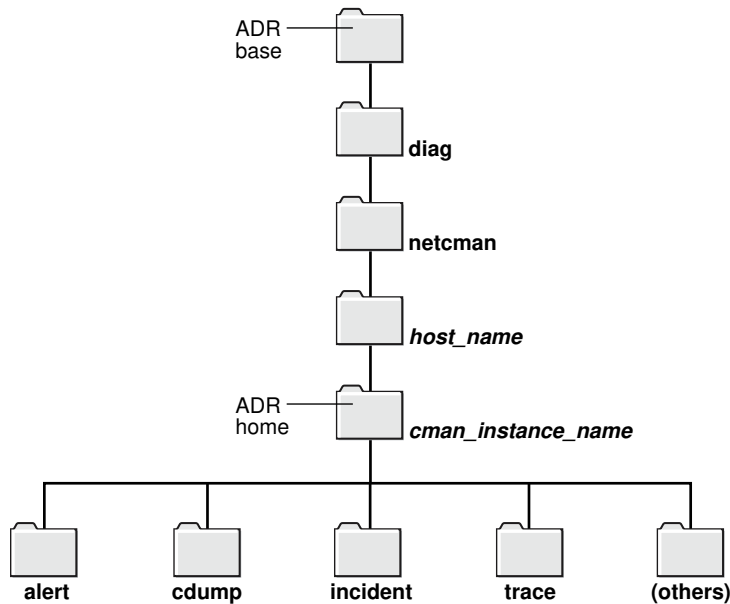 ADR
base
diag
netcman
host_name
ADR
home
cman_instance_name
alert
cdump
incident
trace
(others)